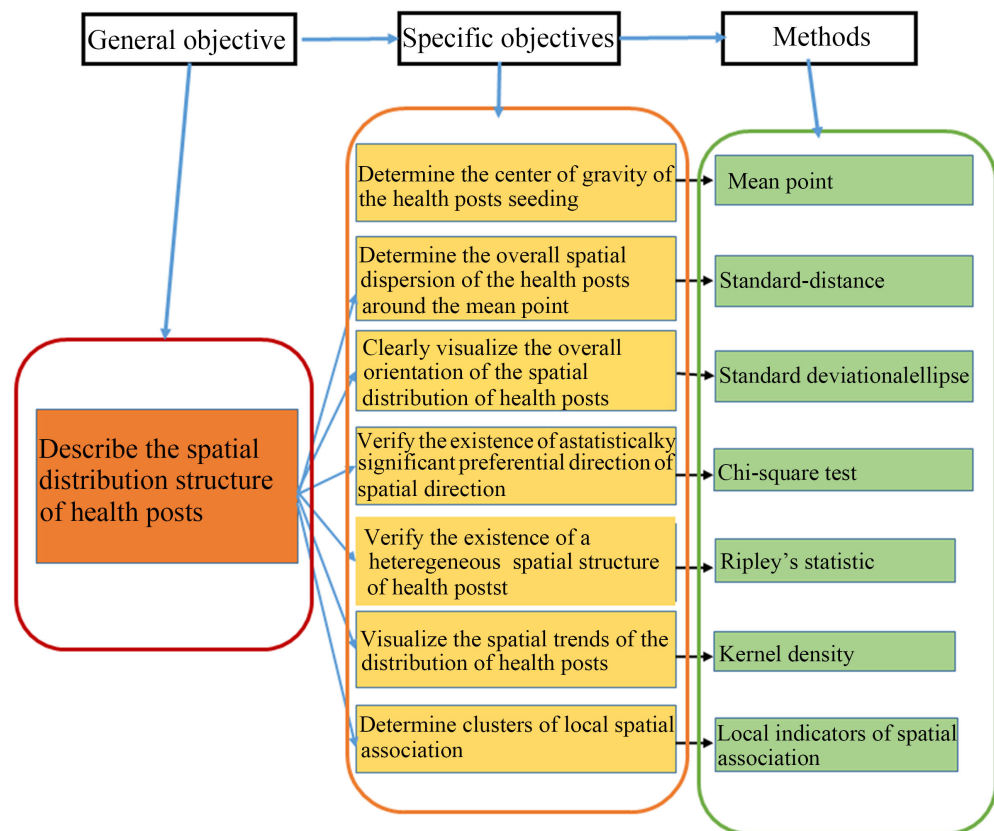 General objective
Specific objectives
Methods
Determine the center of gravity of
the health posts seeding
Mean point
Determine the overall spatial
dispersion of the health posts
around the mean point
Standard-distance
Clearly visualize the overall
orientation of the spatial
distribution of health posts
Standard deviationalellipse
Describe the spatial
distribution structure
of health posts
Verify the existence of astatisticalky
significant preferential direction of
spatial direction
Chi-square test
Verify the existence of a
heteregeneous spatial structure
of health postst
Ripley's statistic
Visualize the spatial trends of the
distribution of health posts
Kernel density
Determine clusters of local spatial
association
Local indicators of spatial
association